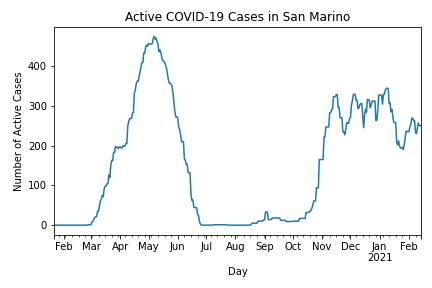 Active COVID-19 Cases in San Marino
Number of Active Cases
400
300
200
100
0
Feb Mar Apr May Jun Jul Aug Sep Oct Nov Dec Jan Feb
2021
Day